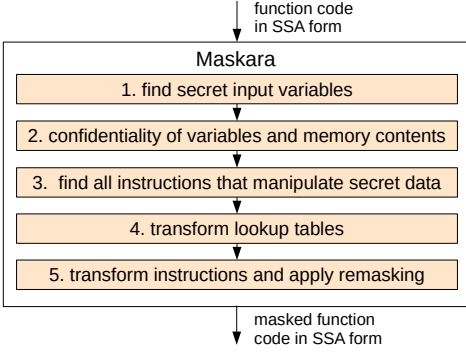 function code
in SSA form
Maskara
1. find secret input variables
2. confidentiality of variables and memory contents
3. find all instructions that manipulate secret data
4. transform lookup tables
5. transform instructions and apply remasking
masked function
code in SSA form